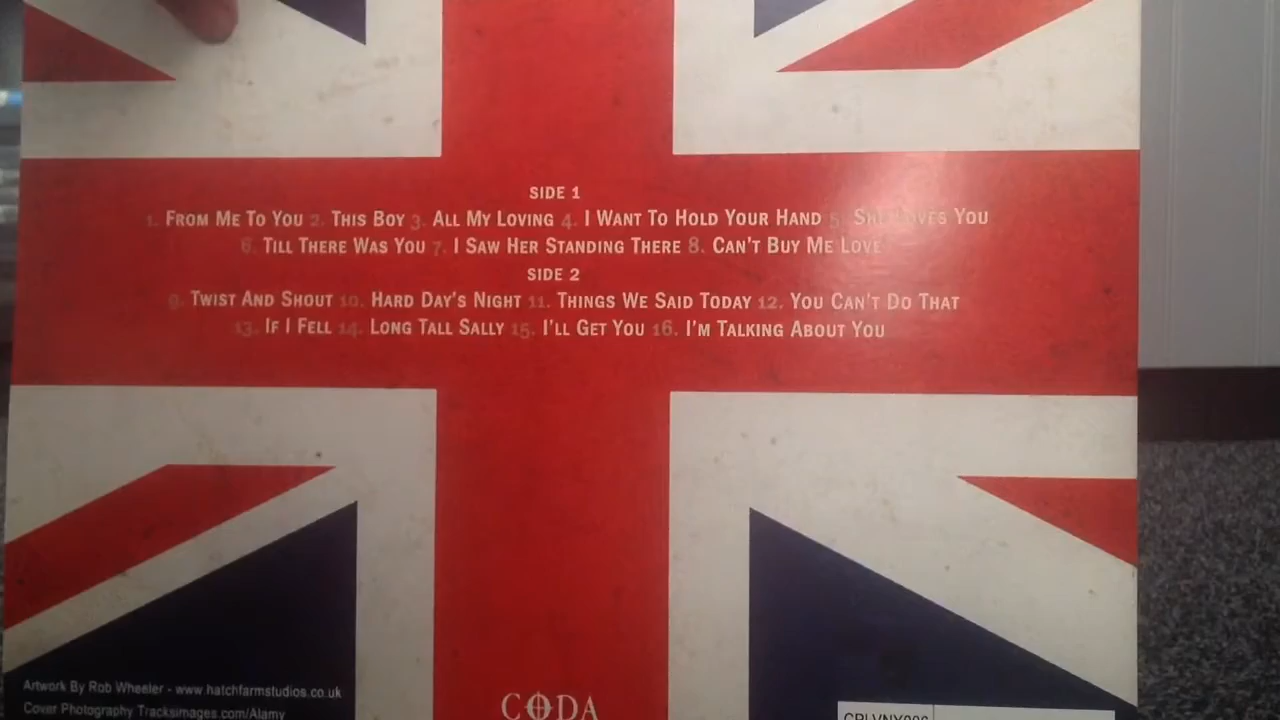 SIDE 1
1. FROM ME TO YOU 2. THIS BOY 3. ALL MY LOVING 4. I WANT TO HOLD YOUR HAND 5. SHE LOVES YOU
6. TILL THERE WAS YOU 7. I SAW HER STANDING THERE 8. CAN'T BUY ME LOVE
SIDE 2
9. TWIST AND SHOUT 10. HARD DAY'S NIGHT 11. THINGS WE SAID TODAY 12. YOU CAN'T DO THAT
13. IF I FELL 14. LONG TALL SALLY 15. I'LL GET YOU 16. I'M TALKING ABOUT YOU
Artwork By Rob Wheeler - www.hatchfarmstudios.co.uk
Cover Photography Tracksimages.com/Alamy
CODA